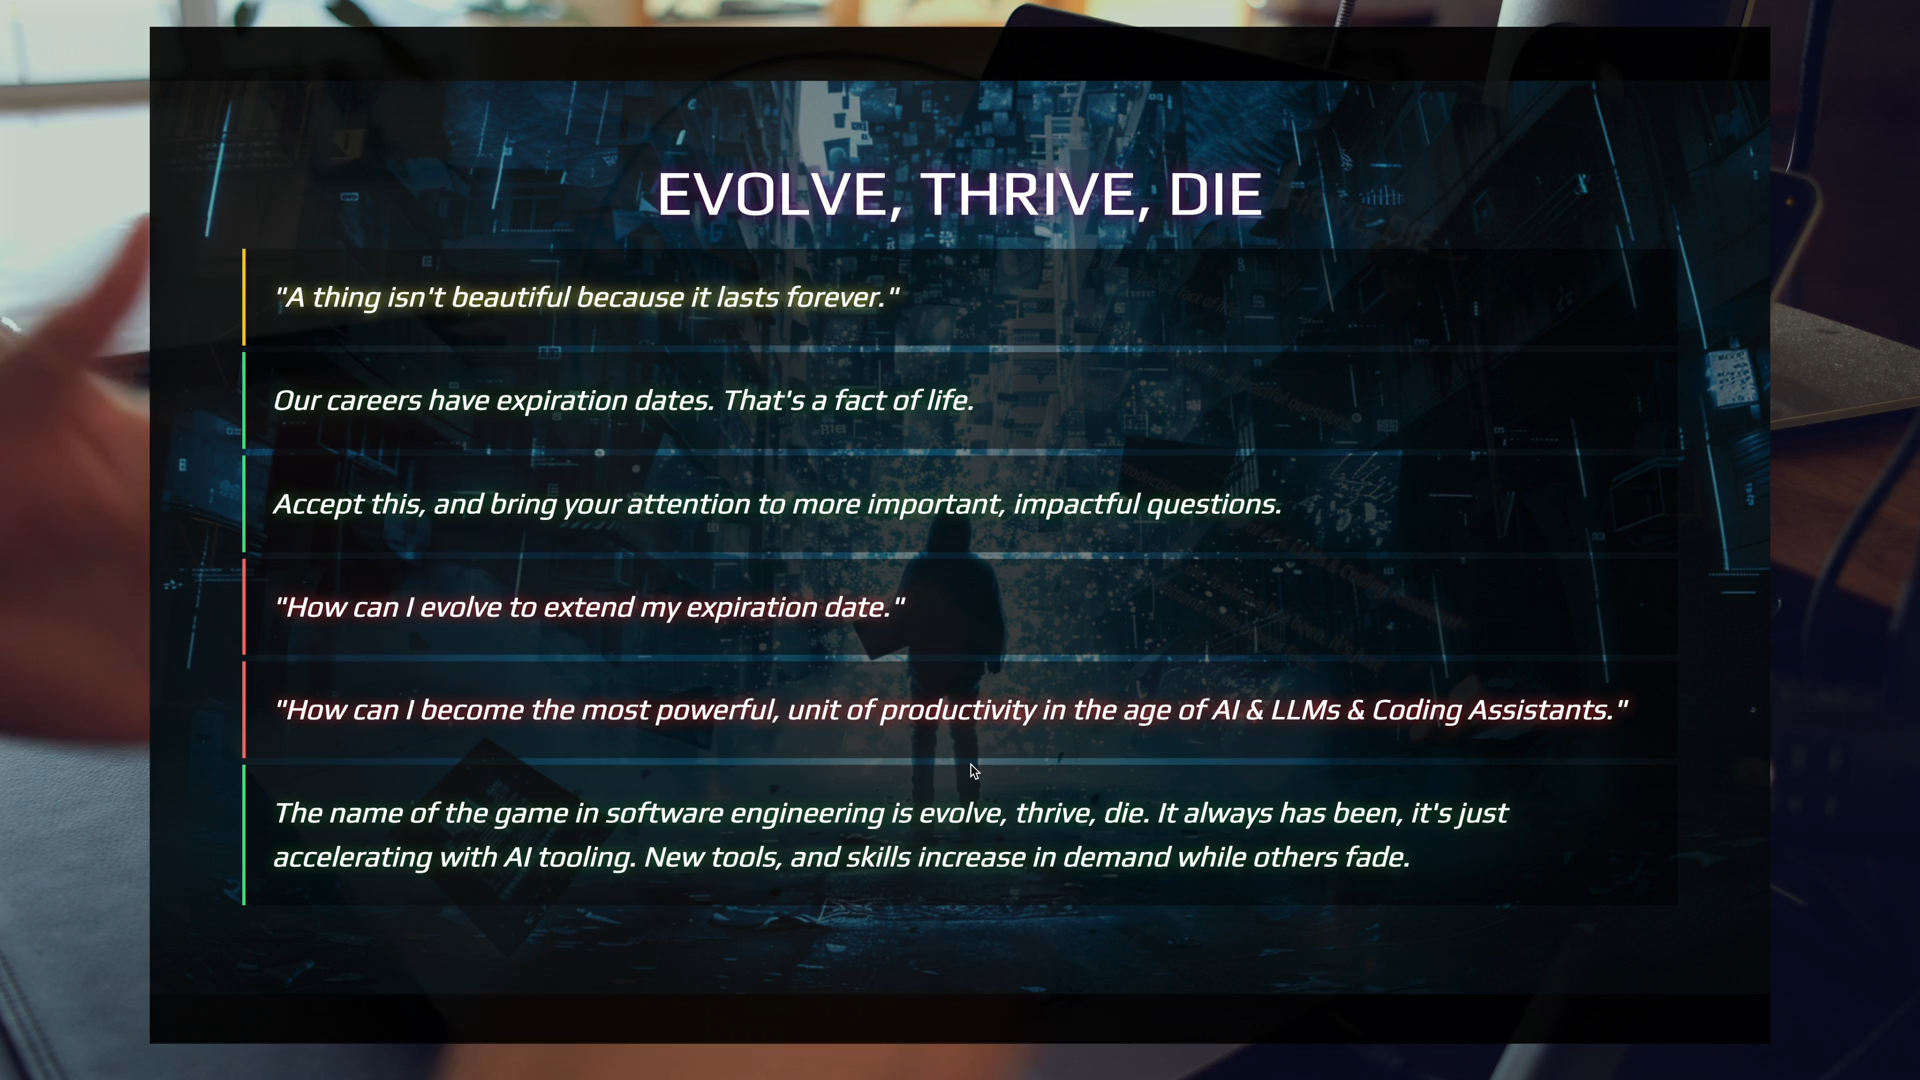 EVOLVE, THRIVE, DIE
"A thing isn't beautiful because it lasts forever."
Our careers have expiration dates. That's a fact of life.
Accept this, and bring your attention to more important, impactful questions.
"How can I evolve to extend my expiration date."
"How can I become the most powerful, unit of productivity in the age of AI & LLMs & Coding Assistants."
The name of the game in software engineering is evolve, thrive, die. It always has been, it's just
accelerating with AI tooling. New tools, and skills increase in demand while others fade.